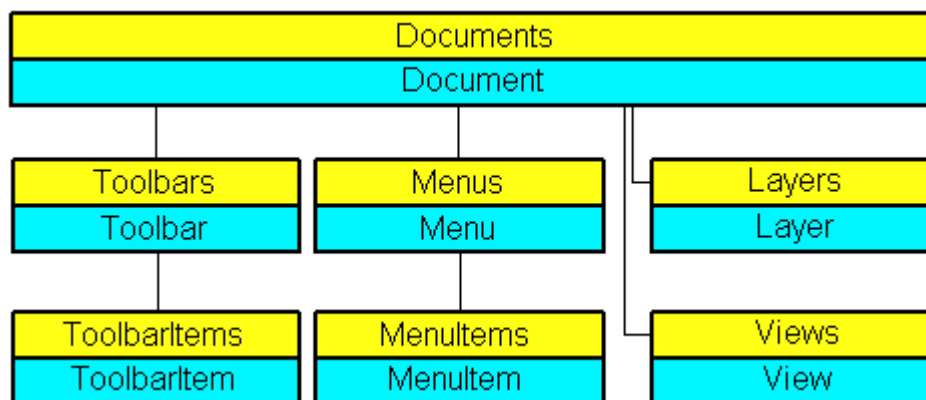 Documents
Document
Toolbars
Toolbar
Menus
Menu
Layers
Layer
ToolbarItems
ToolbarItem
MenuItems
MenuItem
Views
View